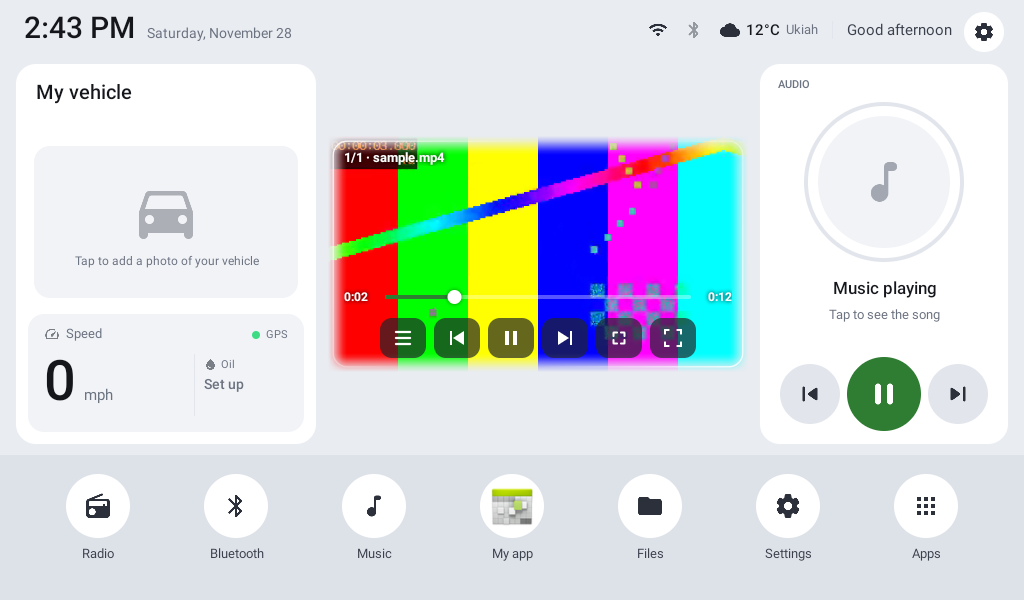 2:43 PM
Saturday, November 28
12°C
Ukiah
Good afternoon
My vehicle
Tap to add a photo of your vehicle
Speed
GPS
0 mph
Oil
Set up
1/1 · sample.mp4
0:02
0:12
AUDIO
Music playing
Tap to see the song
Radio
Bluetooth
Music
My app
Files
Settings
Apps